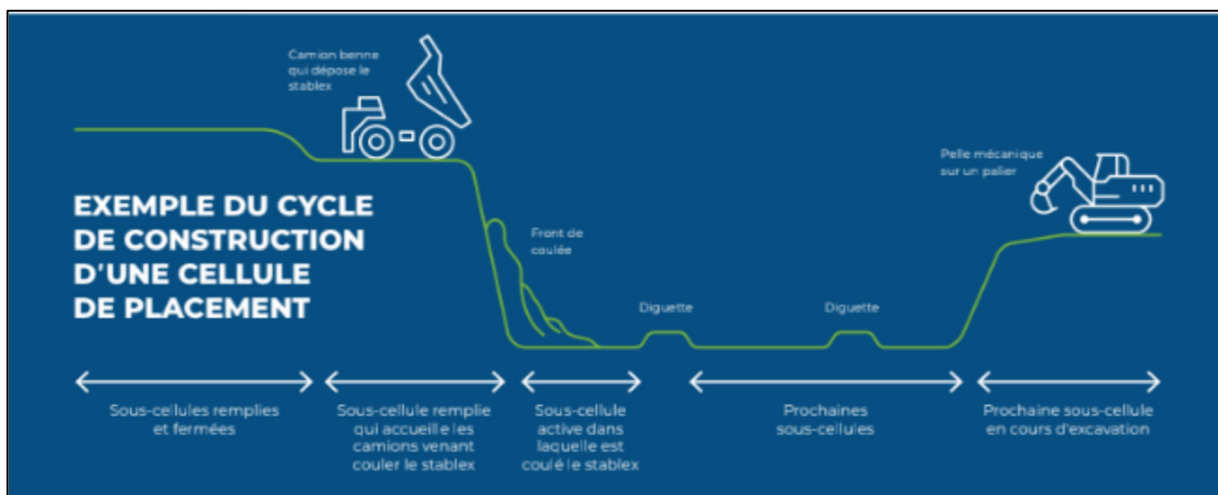 Camion benne
qui dépose le
stablex
Pelle mécanique
sur un palier
EXEMPLE DU CYCLE
DE CONSTRUCTION
D'UNE CELLULE
DE PLACEMENT
Front de
coulée
Diguette
Diguette
Sous-cellules remplies
et fermées
Sous-cellule remplie
qui accueille les
camions venant
couler le stablex
Sous-cellule
active dans
laquelle est
coulé le stablex
Prochaines
sous-cellules
Prochaine sous-cellule
en cours d'excavation